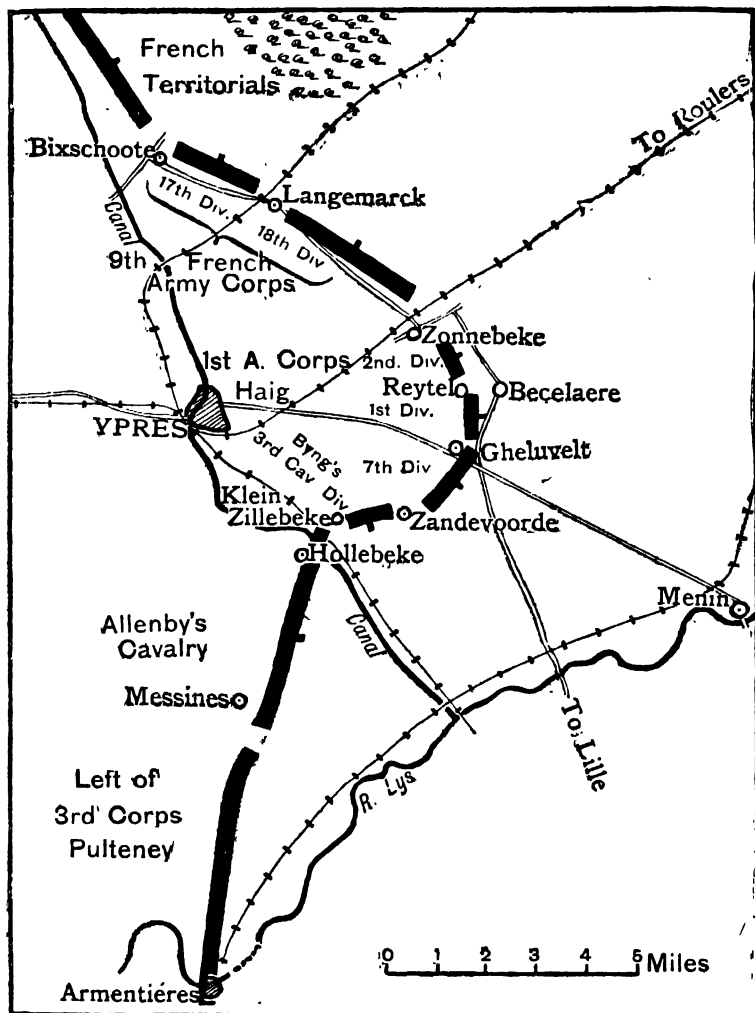 French
Territorials
To Roulers
Bixschoote
17th Div.
Langemarck
Canal
18th Div
9th French
Army Corps
Zonnebeke
1st A. Corps
2nd. Div.
Haig
Reytel
Becelaere
1st Div.
YPRES
Byng's
3rd Cav Div
7th Div
Gheluvelt
Klein
Zillebeke
Zandevoorde
Hollebeke
Menin
Allenby's
Cavalry
Canal
Messines
To Lille
Left of
3rd Corps
Pulteney
R. Lys
0 1 2 3 4 5 Miles
Armentiéres